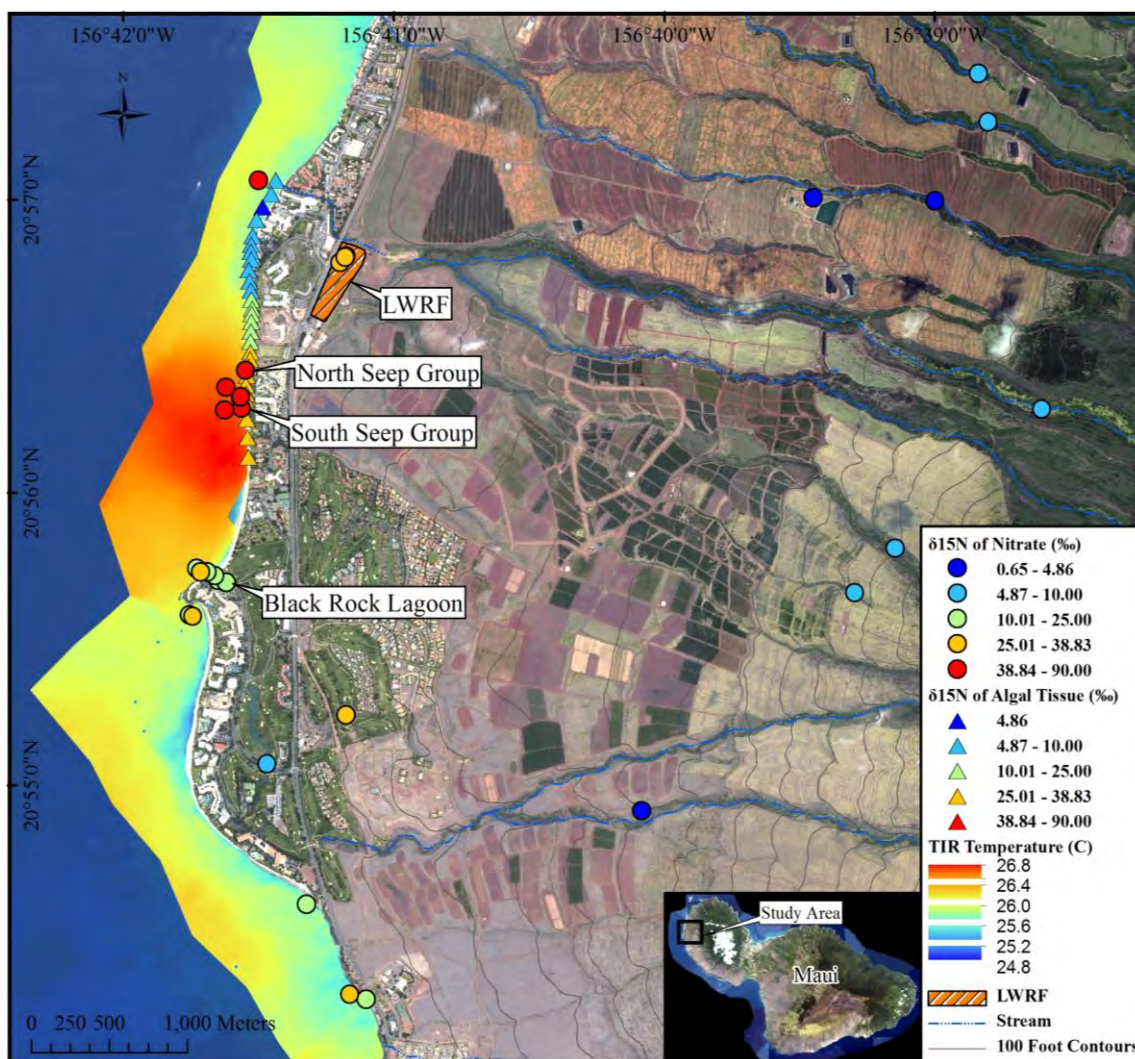 156°42'0"W
156°41'0"W
156°40'0"W
156°39'0"W
N
20°57'0"N
LWRF
North Seep Group
South Seep Group
20°56'0"N
Black Rock Lagoon
20°55'0"N
δ15N of Nitrate (‰)
0.65 - 4.86
4.87 - 10.00
10.01 - 25.00
25.01 - 38.83
38.84 - 90.00
δ15N of Algal Tissue (‰)
4.86
4.87 - 10.00
10.01 - 25.00
25.01 - 38.83
38.84 - 90.00
TIR Temperature (C)
26.8
26.4
26.0
25.6
25.2
24.8
LWRF
Stream
100 Foot Contours
Study Area
Maui
0 250 500 1,000 Meters